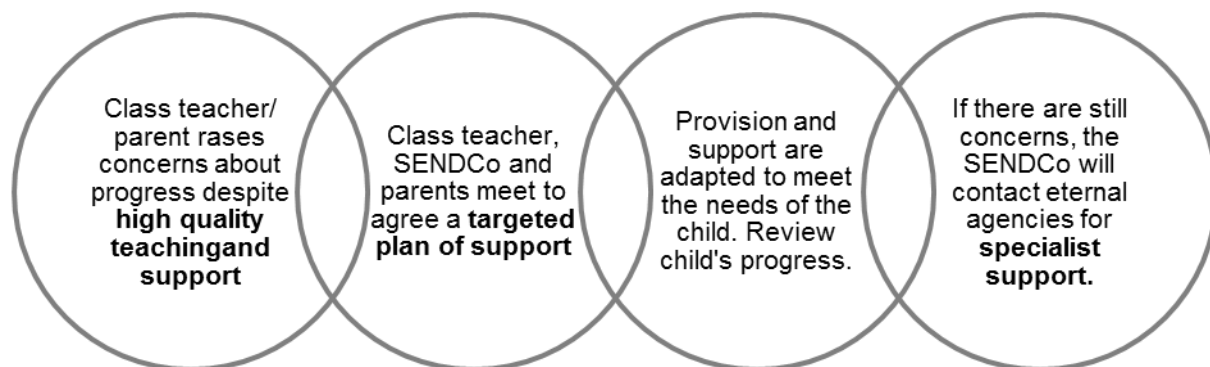 Class teacher/
parent rases
concerns about
progress despite
high quality
teachingand
support
Class teacher,
SENDCo and
parents meet to
agree a targeted
plan of support
Provision and
support are
adapted to meet
the needs of the
child. Review
child's progress.
If there are still
concerns, the
SENDCo will
contact eternal
agencies for
specialist
support.